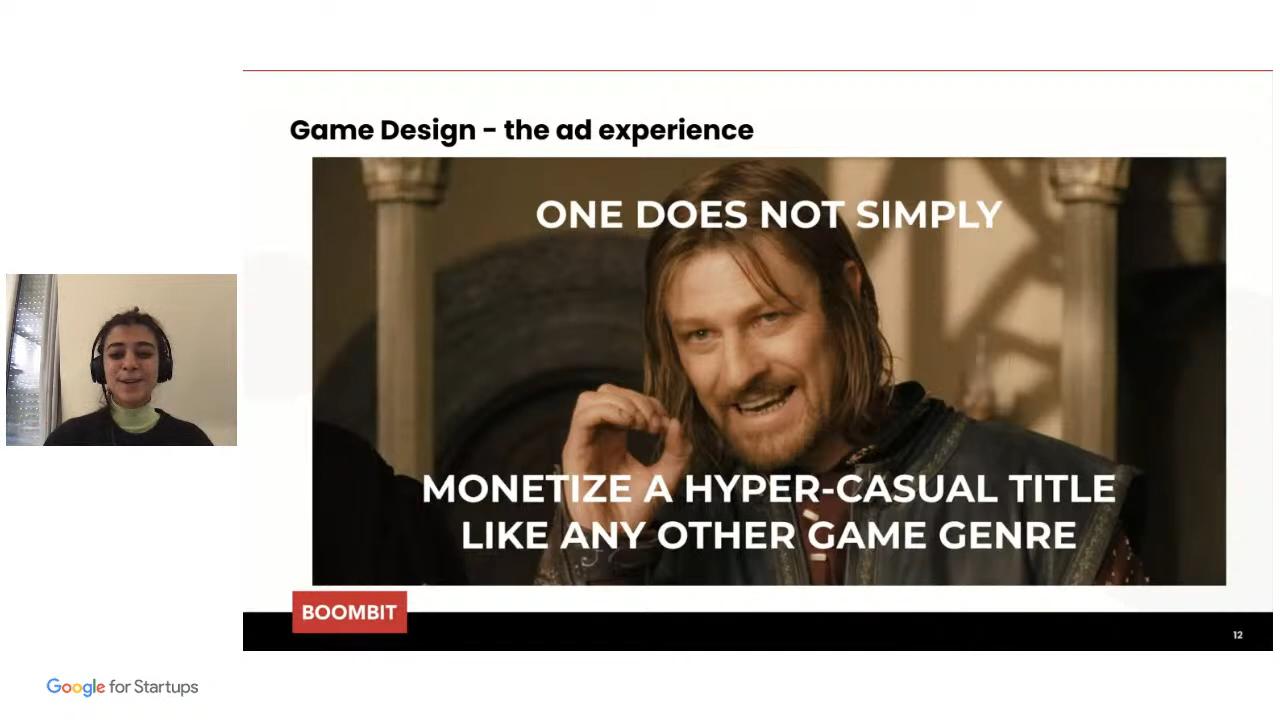 Game Design - the ad experience
ONE DOES NOT SIMPLY
MONETIZE A HYPER-CASUAL TITLE
LIKE ANY OTHER GAME GENRE
BOOMBIT
12
Google for Startups